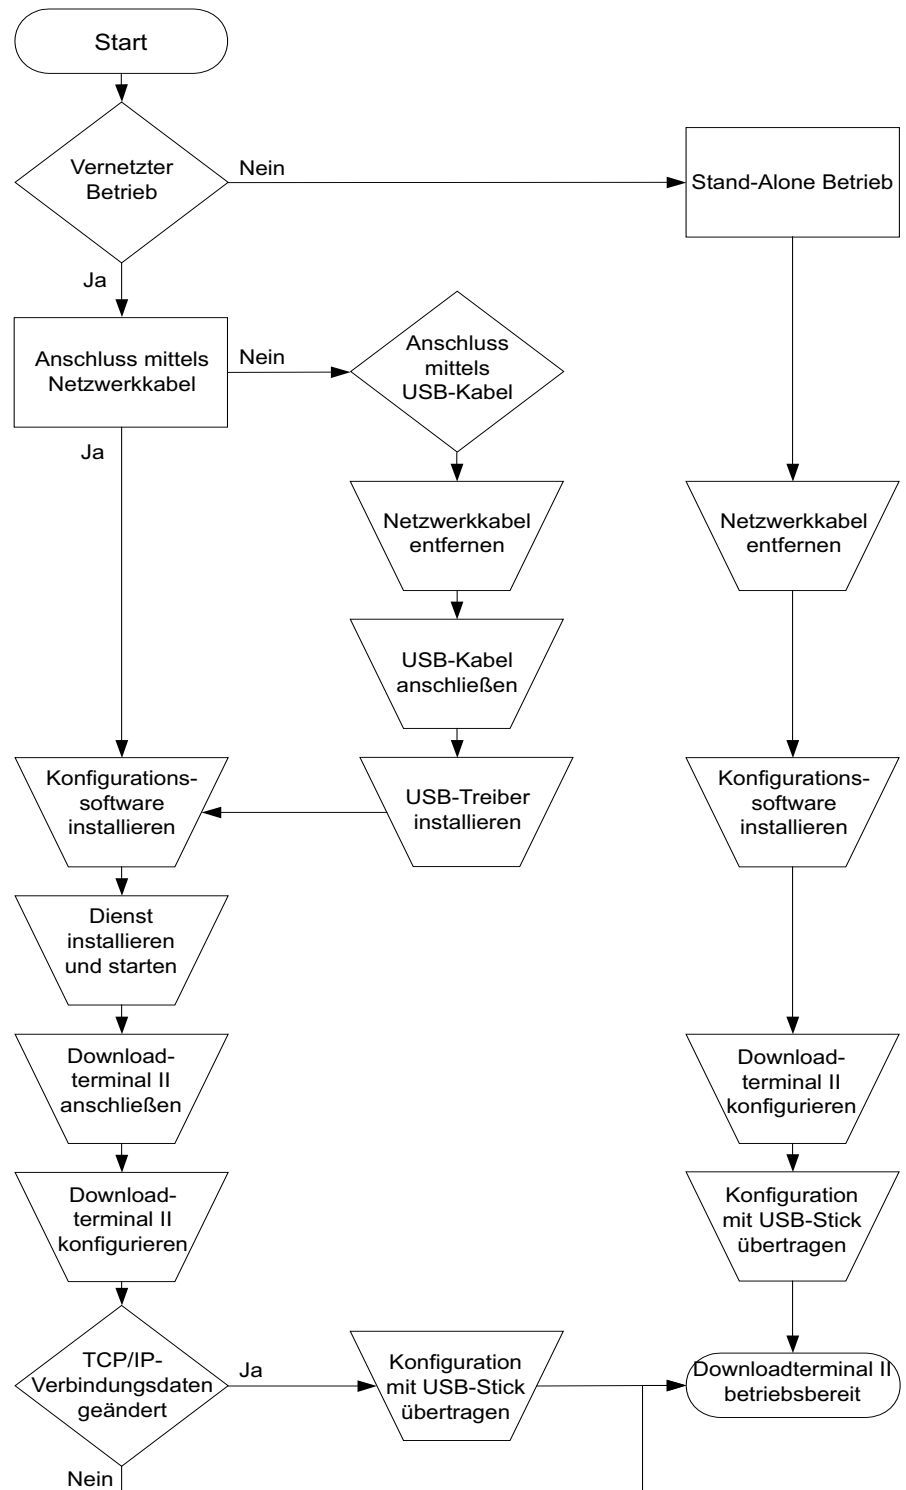 Start
Vernetzter
Betrieb
Nein
Stand-Alone Betrieb
Ja
Anschluss mittels
Netzwerkkabel
Nein
Anschluss
mittels
USB-Kabel
Ja
Netzwerkkabel
entfernen
Netzwerkkabel
entfernen
USB-Kabel
anschließen
Konfigurations-
software
installieren
USB-Treiber
installieren
Konfigurations-
software
installieren
Dienst
installieren
und starten
Download-
terminal II
anschließen
Download-
terminal II
konfigurieren
Download-
terminal II
konfigurieren
Konfiguration
mit USB-Stick
übertragen
TCP/IP-
Verbindungsdaten
geändert
Ja
Konfiguration
mit USB-Stick
übertragen
Downloadterminal II
betriebsbereit
Nein